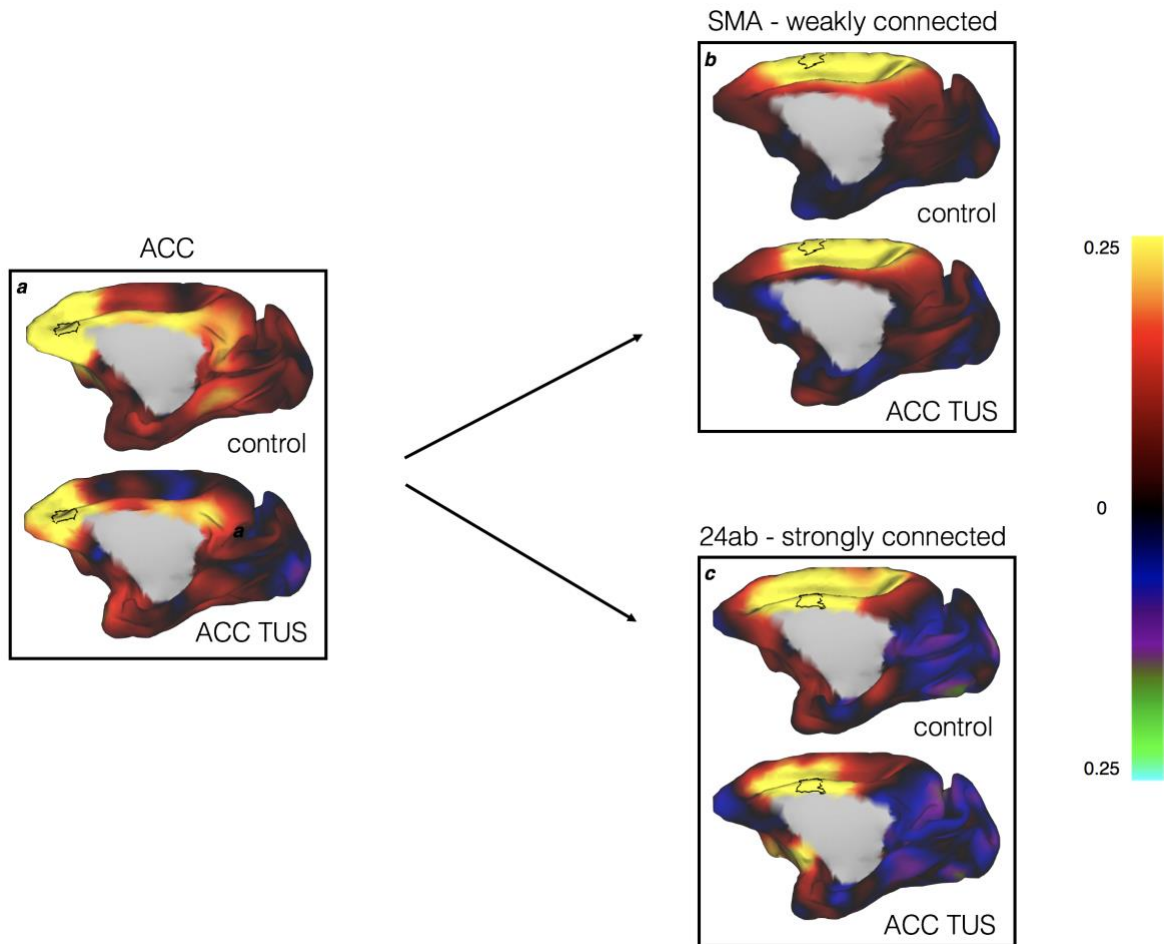 ACC
a
control
a
ACC TUS
SMA - weakly connected
b
control
ACC TUS
24ab - strongly connected
c
control
ACC TUS
0.25
0
0.25